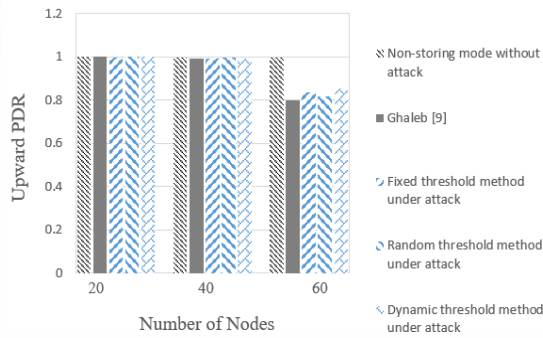 1.2
1
0.8
0.6
0.4
0.2
0
Upward PDR
20
40
60
Number of Nodes
Non-storing mode without
attack
Ghaleb [9]
Fixed threshold method
under attack
Random threshold method
under attack
Dynamic threshold method
under attack